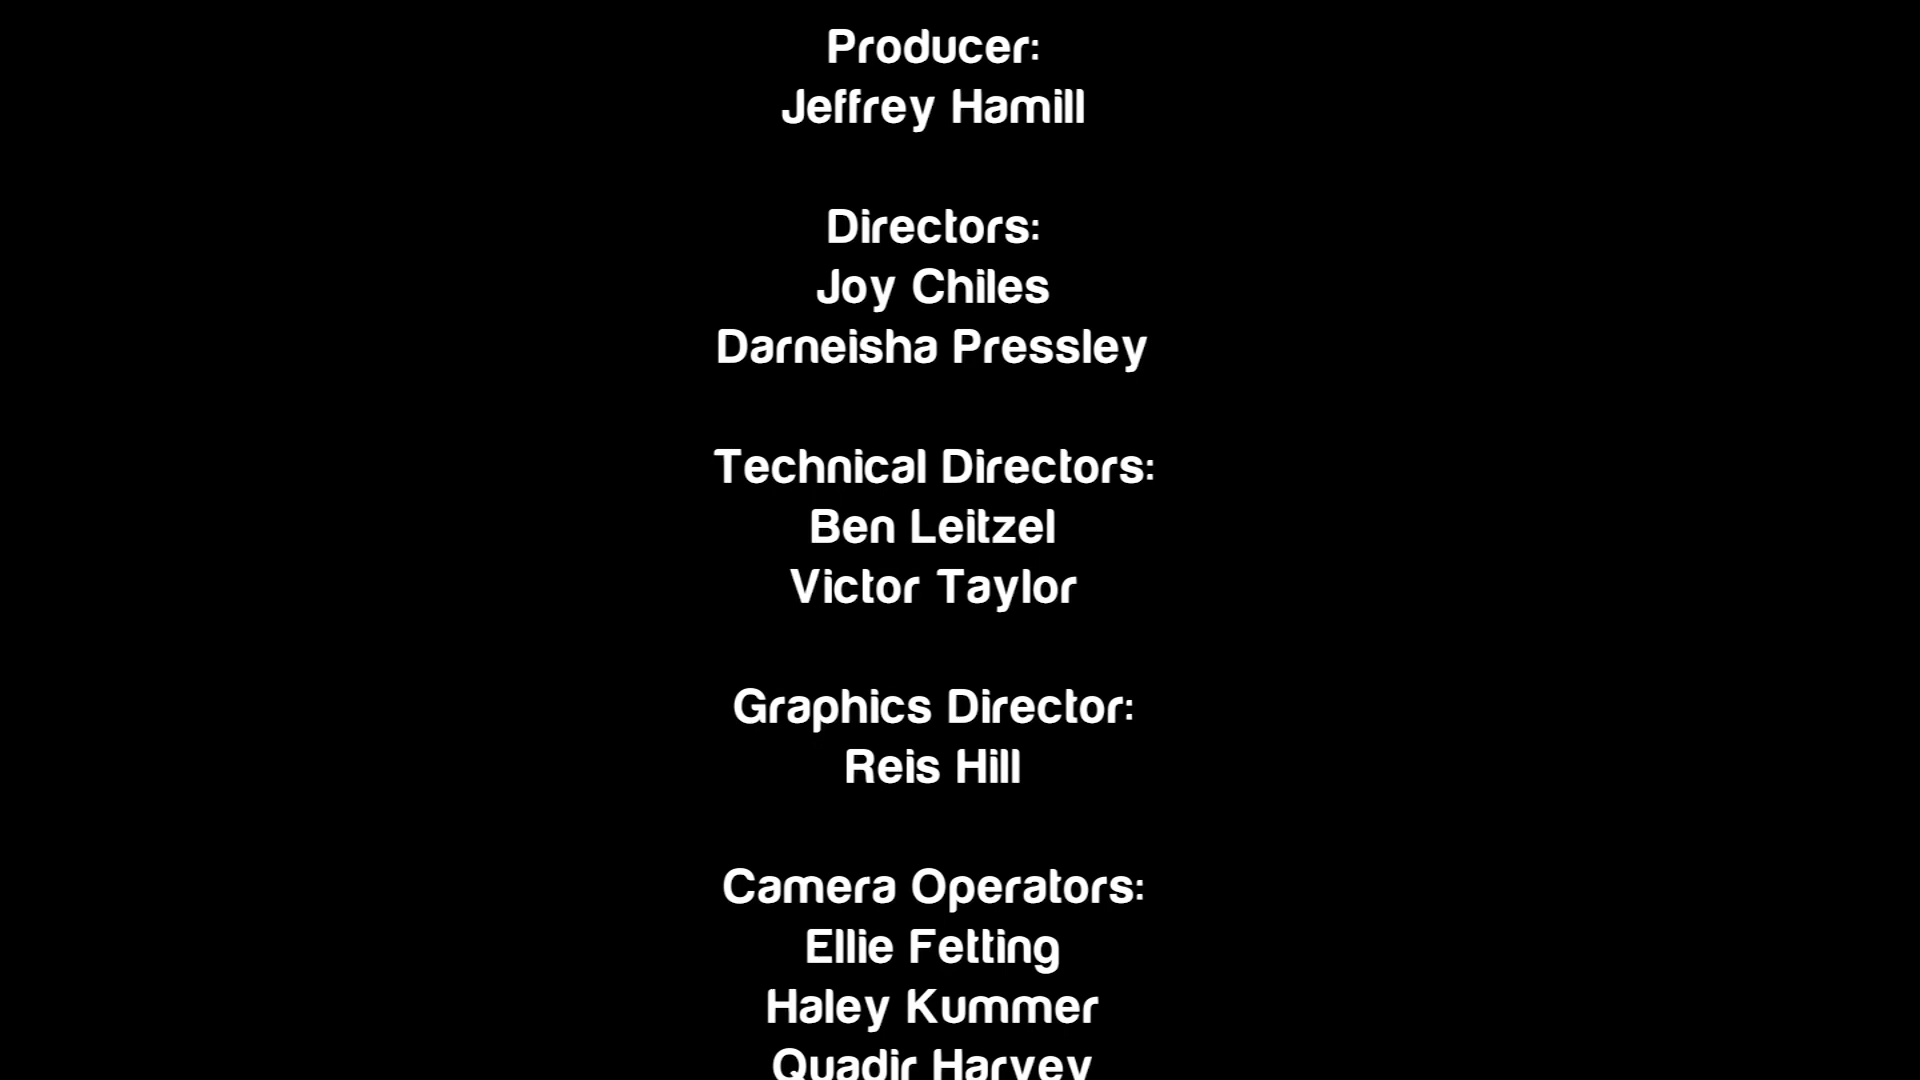 Producer:
Jeffrey Hamill
Directors:
Joy Chiles
Darneisha Pressley
Technical Directors:
Ben Leitzel
Victor Taylor
Graphics Director:
Reis Hill
Camera Operators:
Ellie Fetting
Haley Kummer
Quadir Harvey